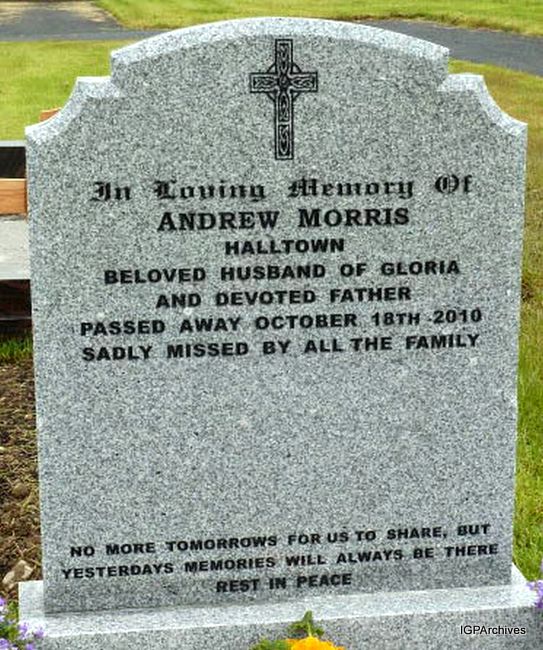 In Loving Memory Of
ANDREW MORRIS
HALLTOWN
BELOVED HUSBAND OF GLORIA
AND DEVOTED FATHER
PASSED AWAY OCTOBER 18TH 2010
SADLY MISSED BY ALL THE FAMILY
NO MORE TOMORROWS FOR US TO SHARE, BUT
YESTERDAYS MEMORIES WILL ALWAYS BE THERE
REST IN PEACE
IGPArchives